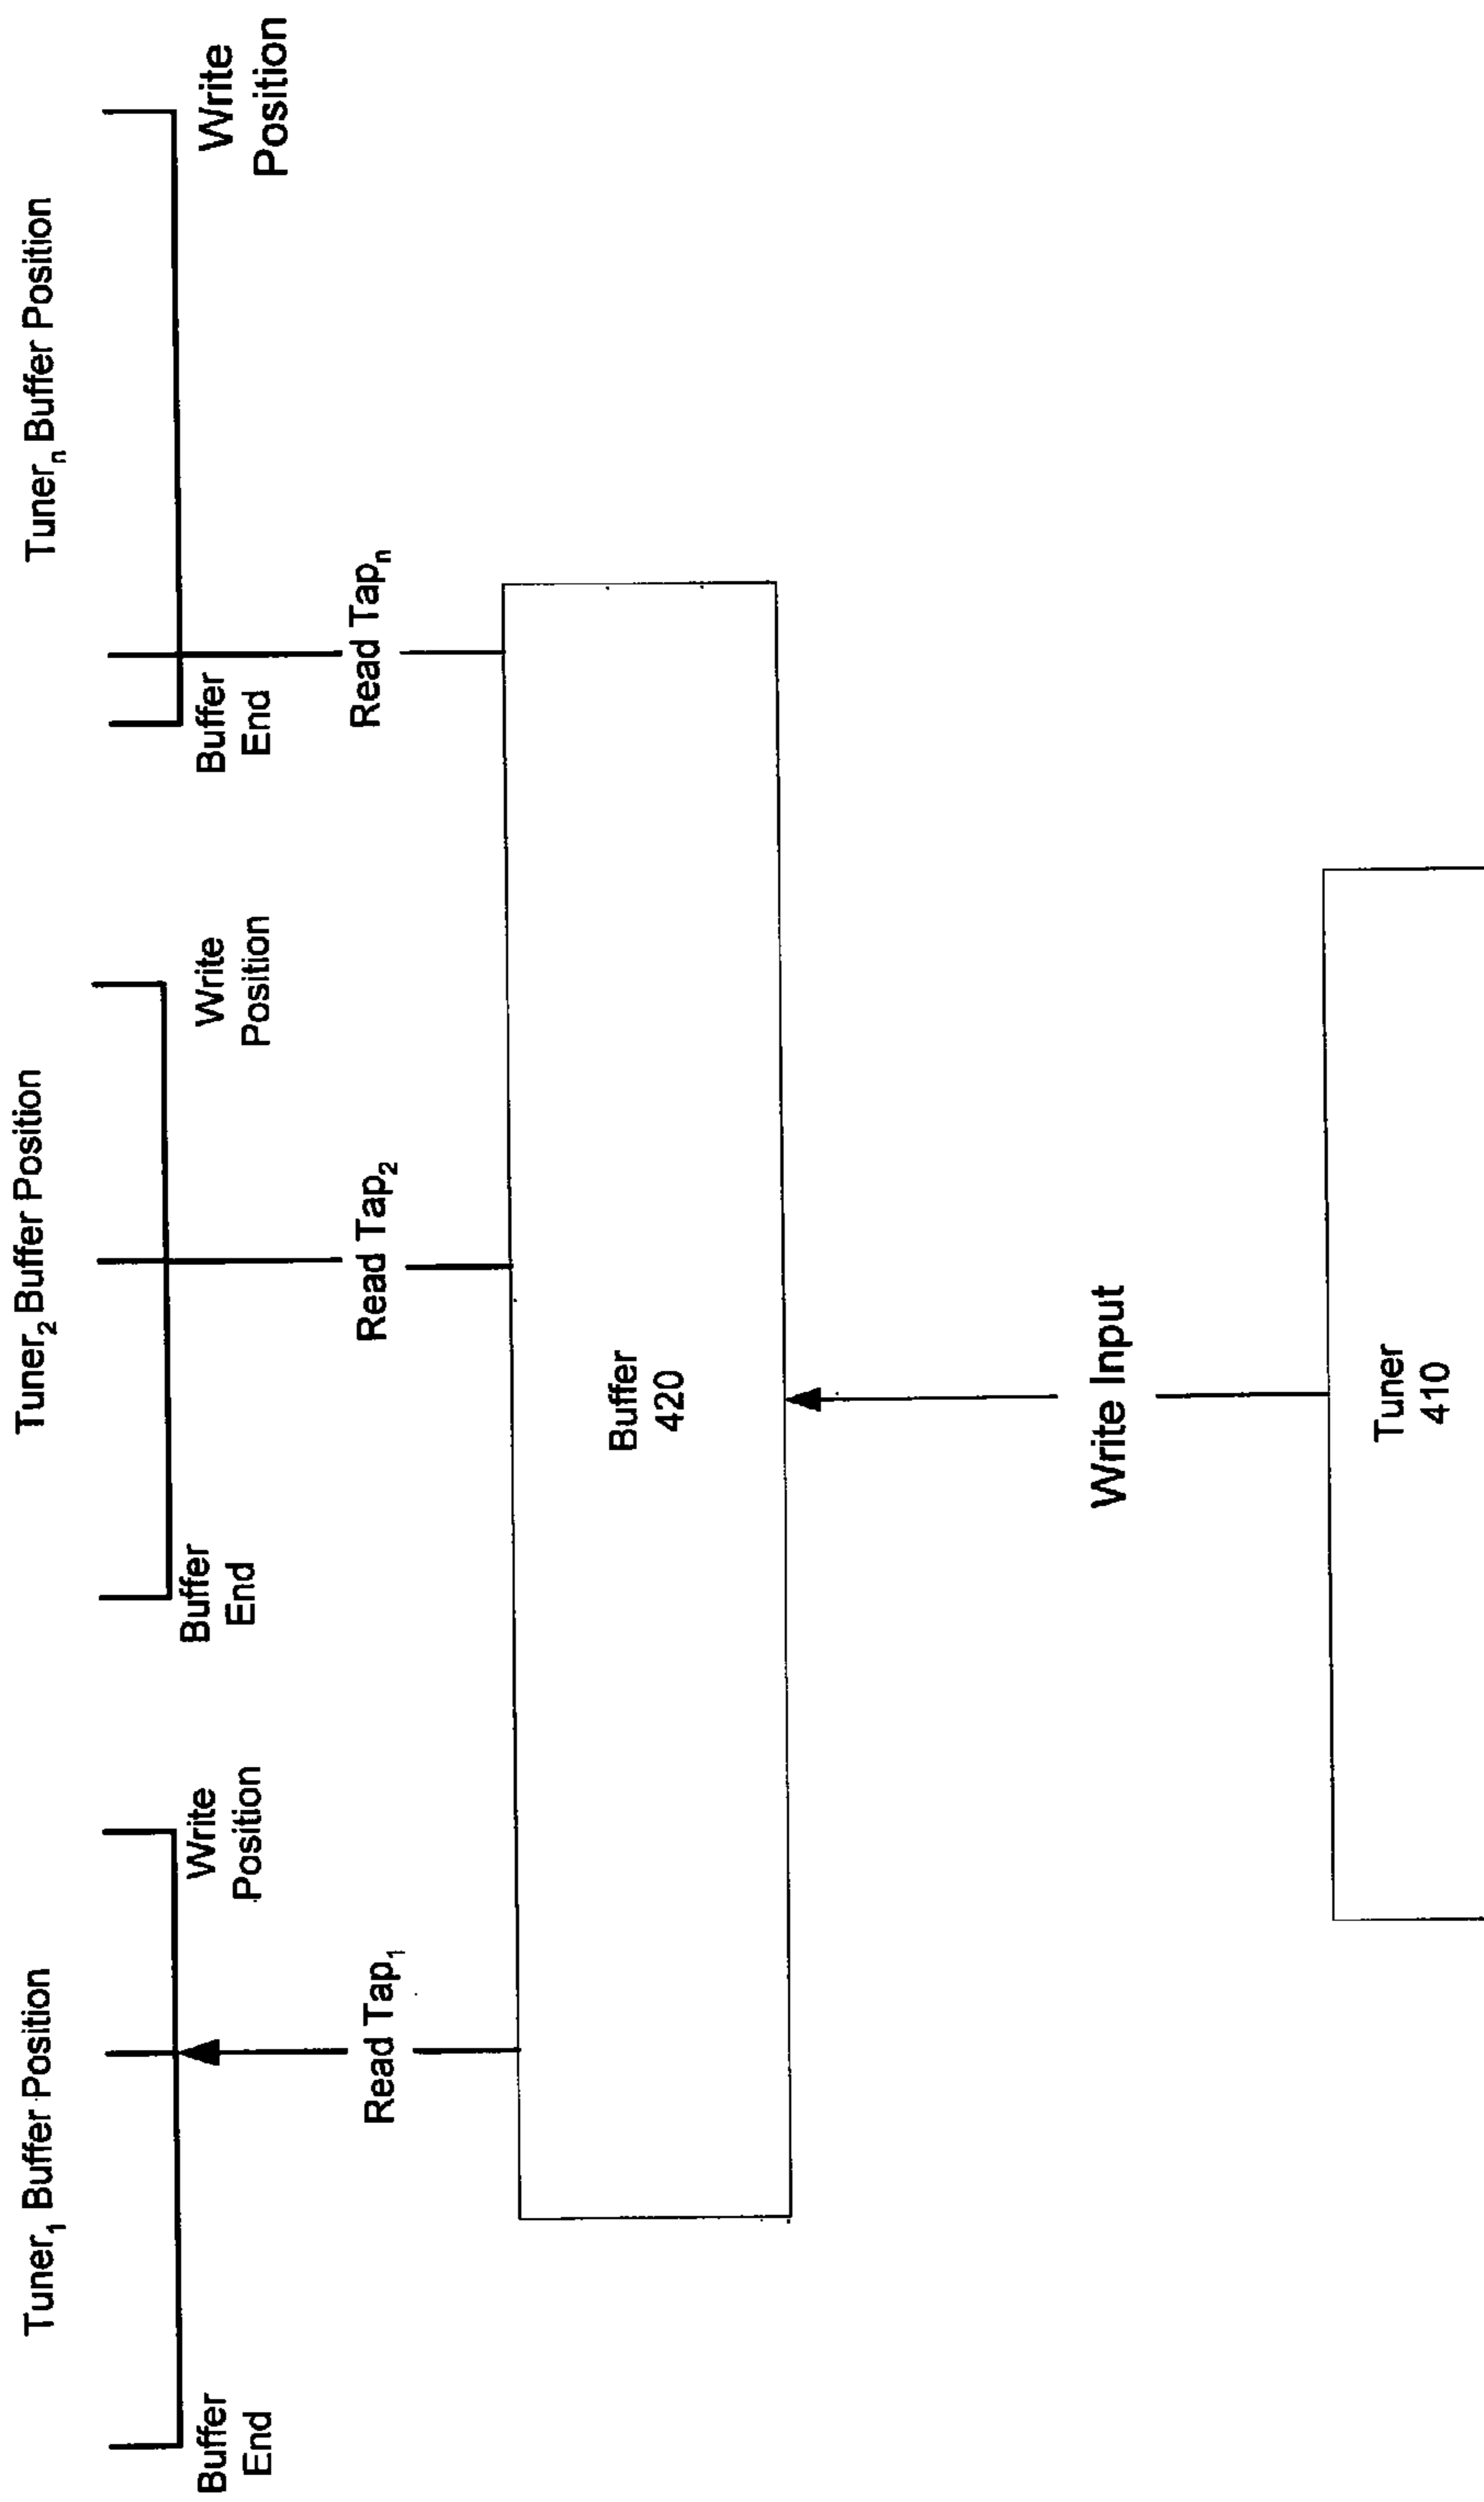 Tuner₁ Buffer Position
Tuner₂ Buffer Position
Tunerₙ Buffer Position
Buffer
End
Write
Position
Buffer
End
Write
Position
Buffer
End
Write
Position
Read Tap₁
Read Tap₂
Read Tapₙ
Buffer
420
Write Input
Tuner
410